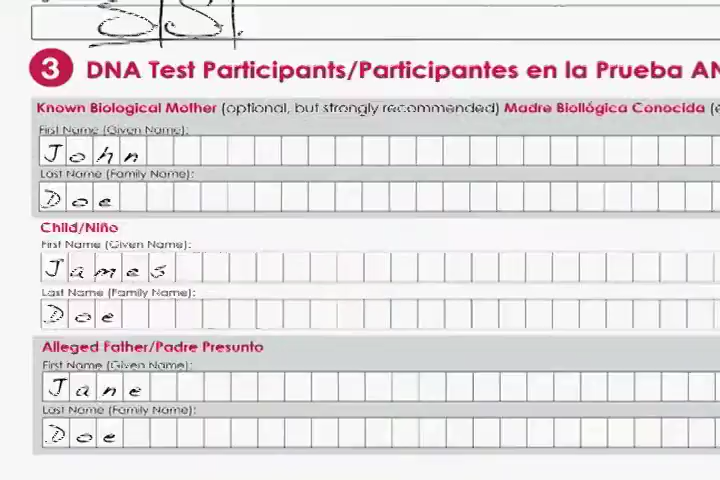 SS
3 DNA Test Participants/Participantes en la Prueba
Known Biological Mother (optional, but strongly recommended) Madre Biollógica Conocida
First Name (Given Name):
John
Last Name (Family Name):
Doe
Child/Niño
First Name (Given Name):
James
Last Name (Family Name):
Doe
Alleged Father/Padre Presunto
First Name (Given Name):
Jane
Last Name (Family Name):
Doe